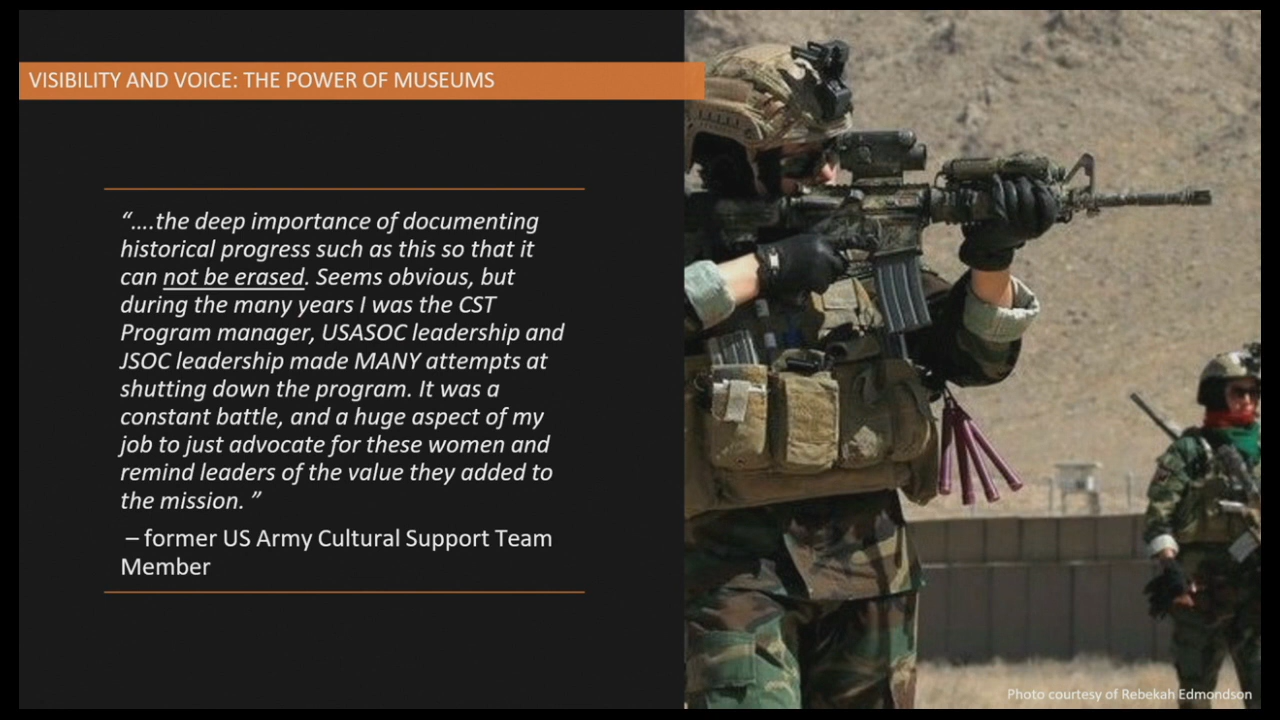 VISIBILITY AND VOICE: THE POWER OF MUSEUMS
“....the deep importance of documenting
historical progress such as this so that it
can not be erased. Seems obvious, but
during the many years I was the CST
Program manager, USASOC leadership and
JSOC leadership made MANY attempts at
shutting down the program. It was a
constant battle, and a huge aspect of my
job to just advocate for these women and
remind leaders of the value they added to
the mission. ”
– former US Army Cultural Support Team
Member
Photo courtesy of Rebekah Edmondson